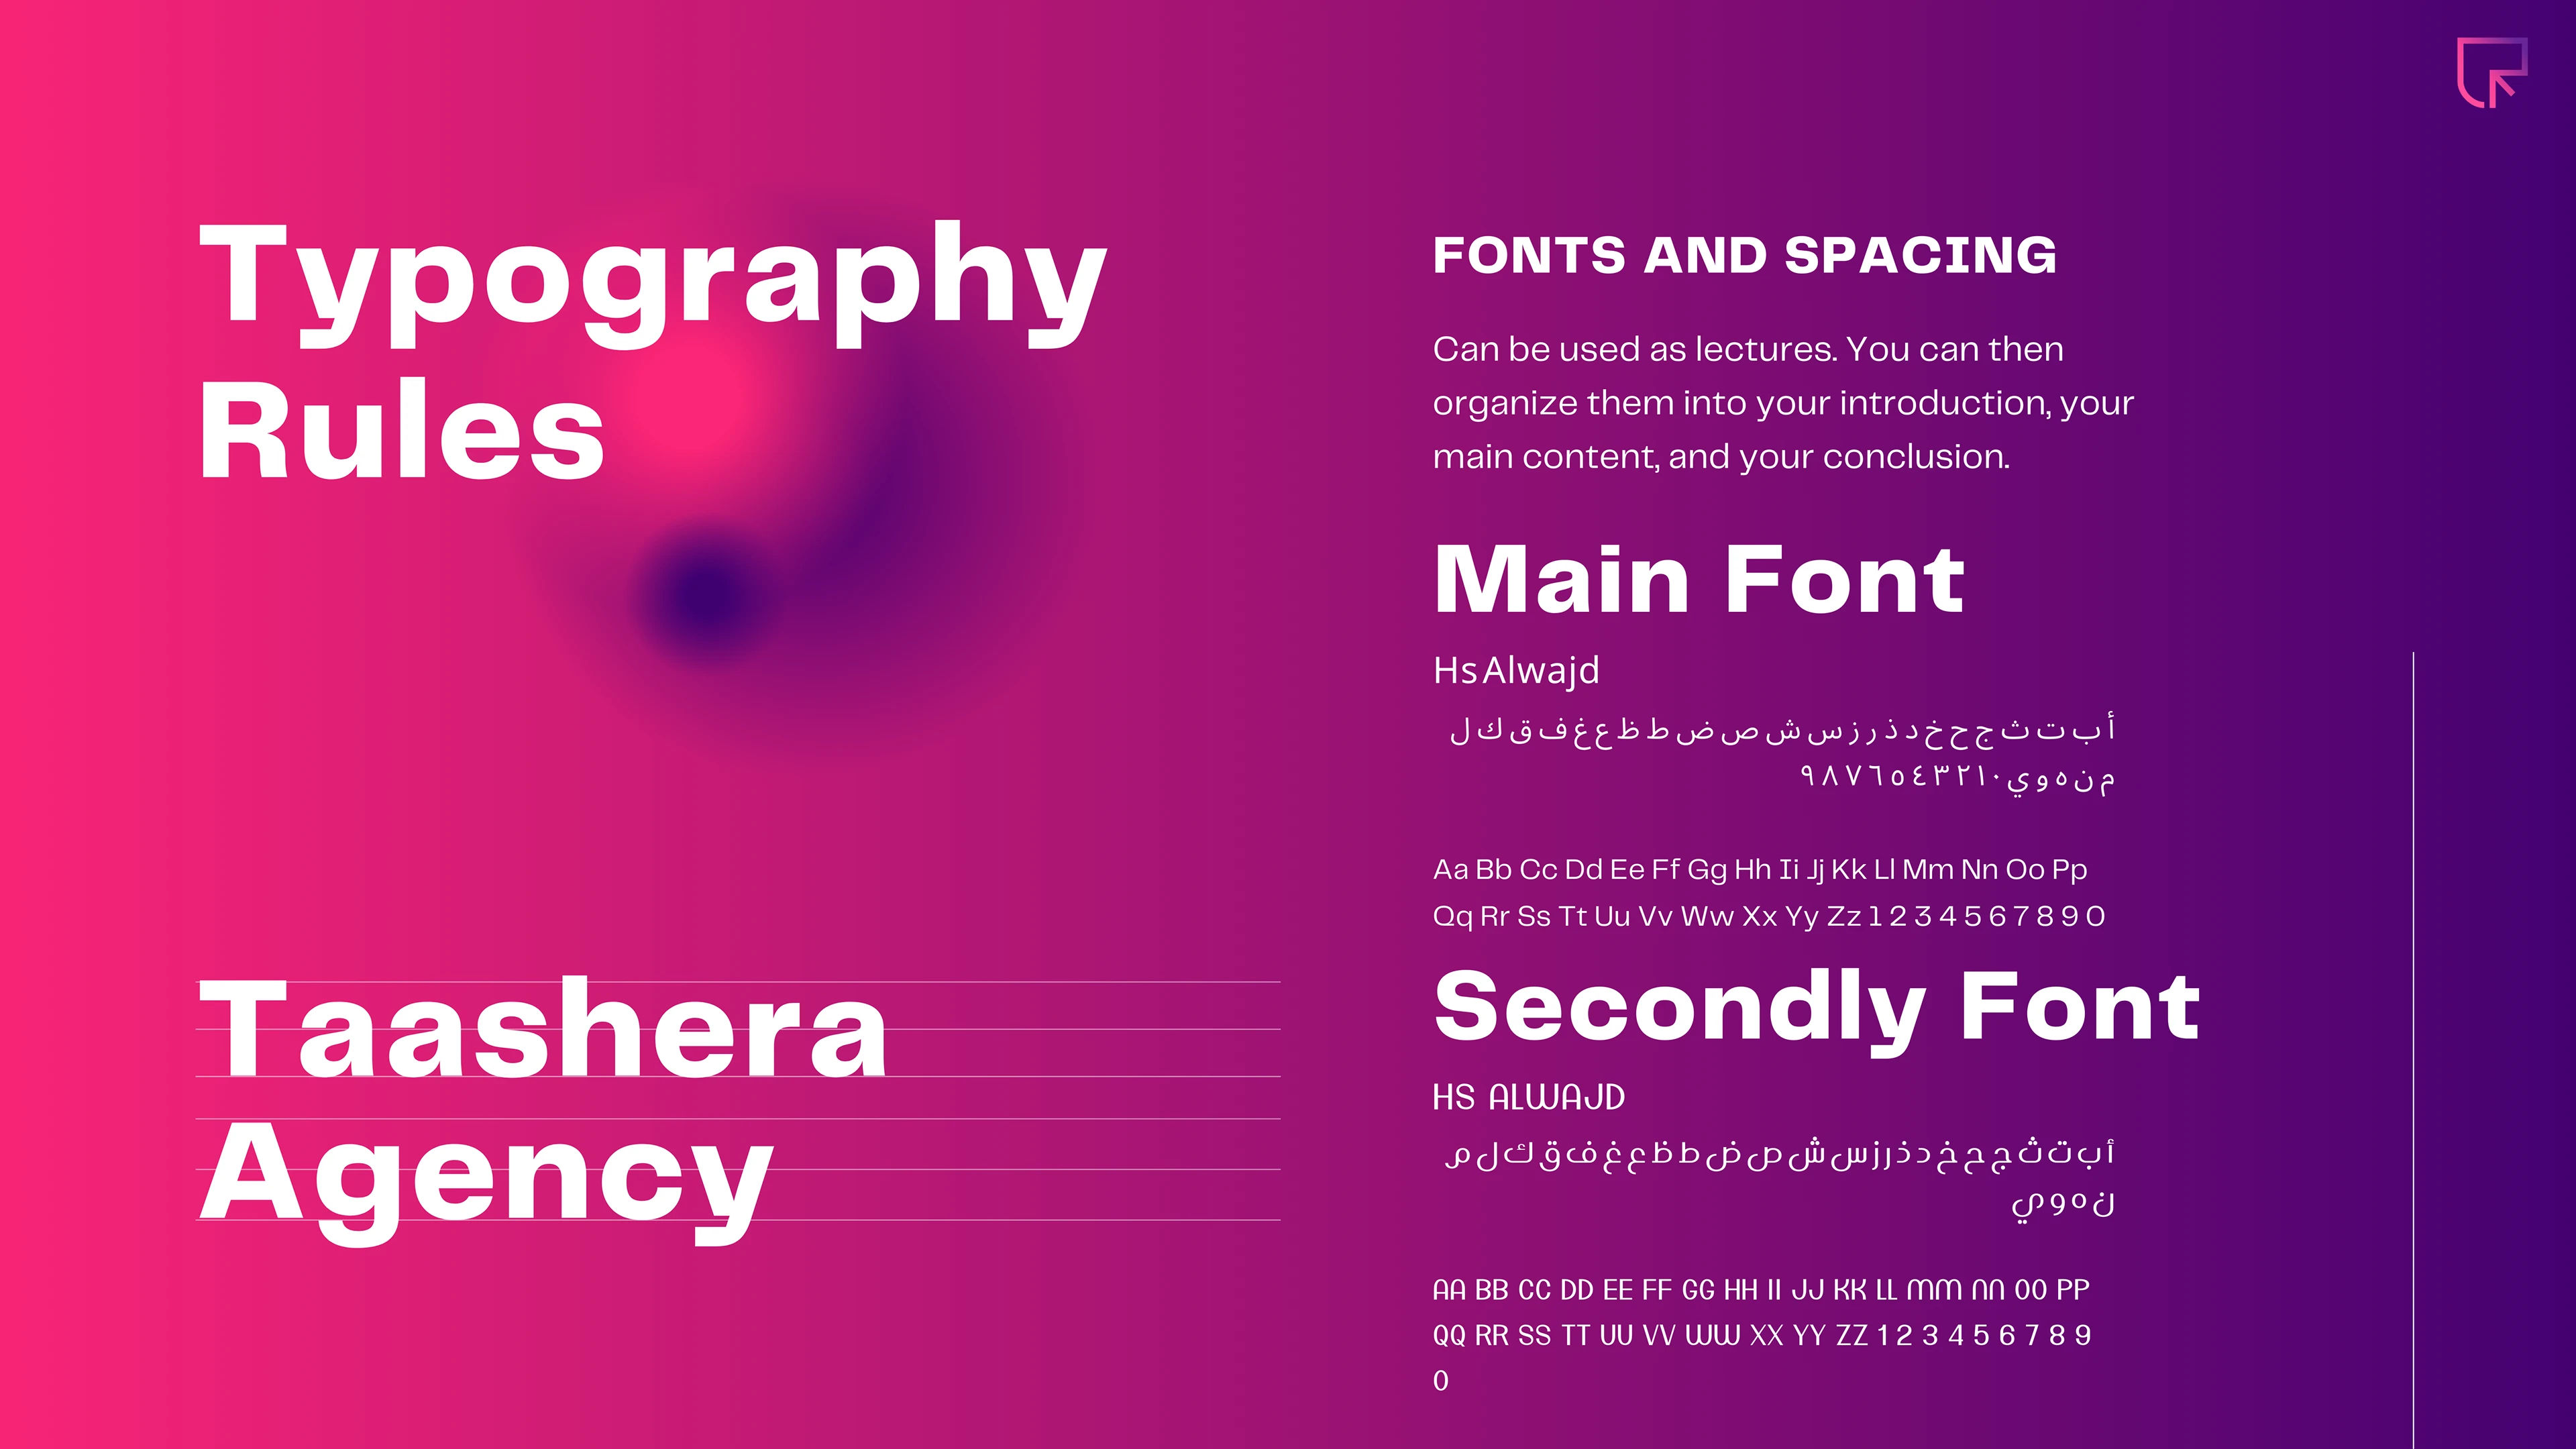 Typography
Rules
Taashera
Agency
FONTS AND SPACING
Can be used as lectures. You can then
organize them into your introduction, your
main content, and your conclusion.
Main Font
Hs Alwajd
أ ب ت ث ج ح خ د ذ ر ز س ش ص ض ط ظ ع غ ف ق ك ل
م ن ه و ي ٠ ١ ٢ ٣ ٤ ٥ ٦ ٧ ٨ ٩
Aa Bb Cc Dd Ee Ff Gg Hh Ii Jj Kk Ll Mm Nn Oo Pp
Qq Rr Ss Tt Uu Vv Ww Xx Yy Zz 1 2 3 4 5 6 7 8 9 0
Secondly Font
HS ALWAJD
أ ب ت ث ج ح خ د ذ ر ز س ش ص ض ط ظ ع غ ف ق ك ل م
ن ه و ي
AA BB CC DD EE FF GG HH II JJ KK LL MM NN OO PP
QQ RR SS TT UU VV WW XX YY ZZ 1 2 3 4 5 6 7 8 9
0